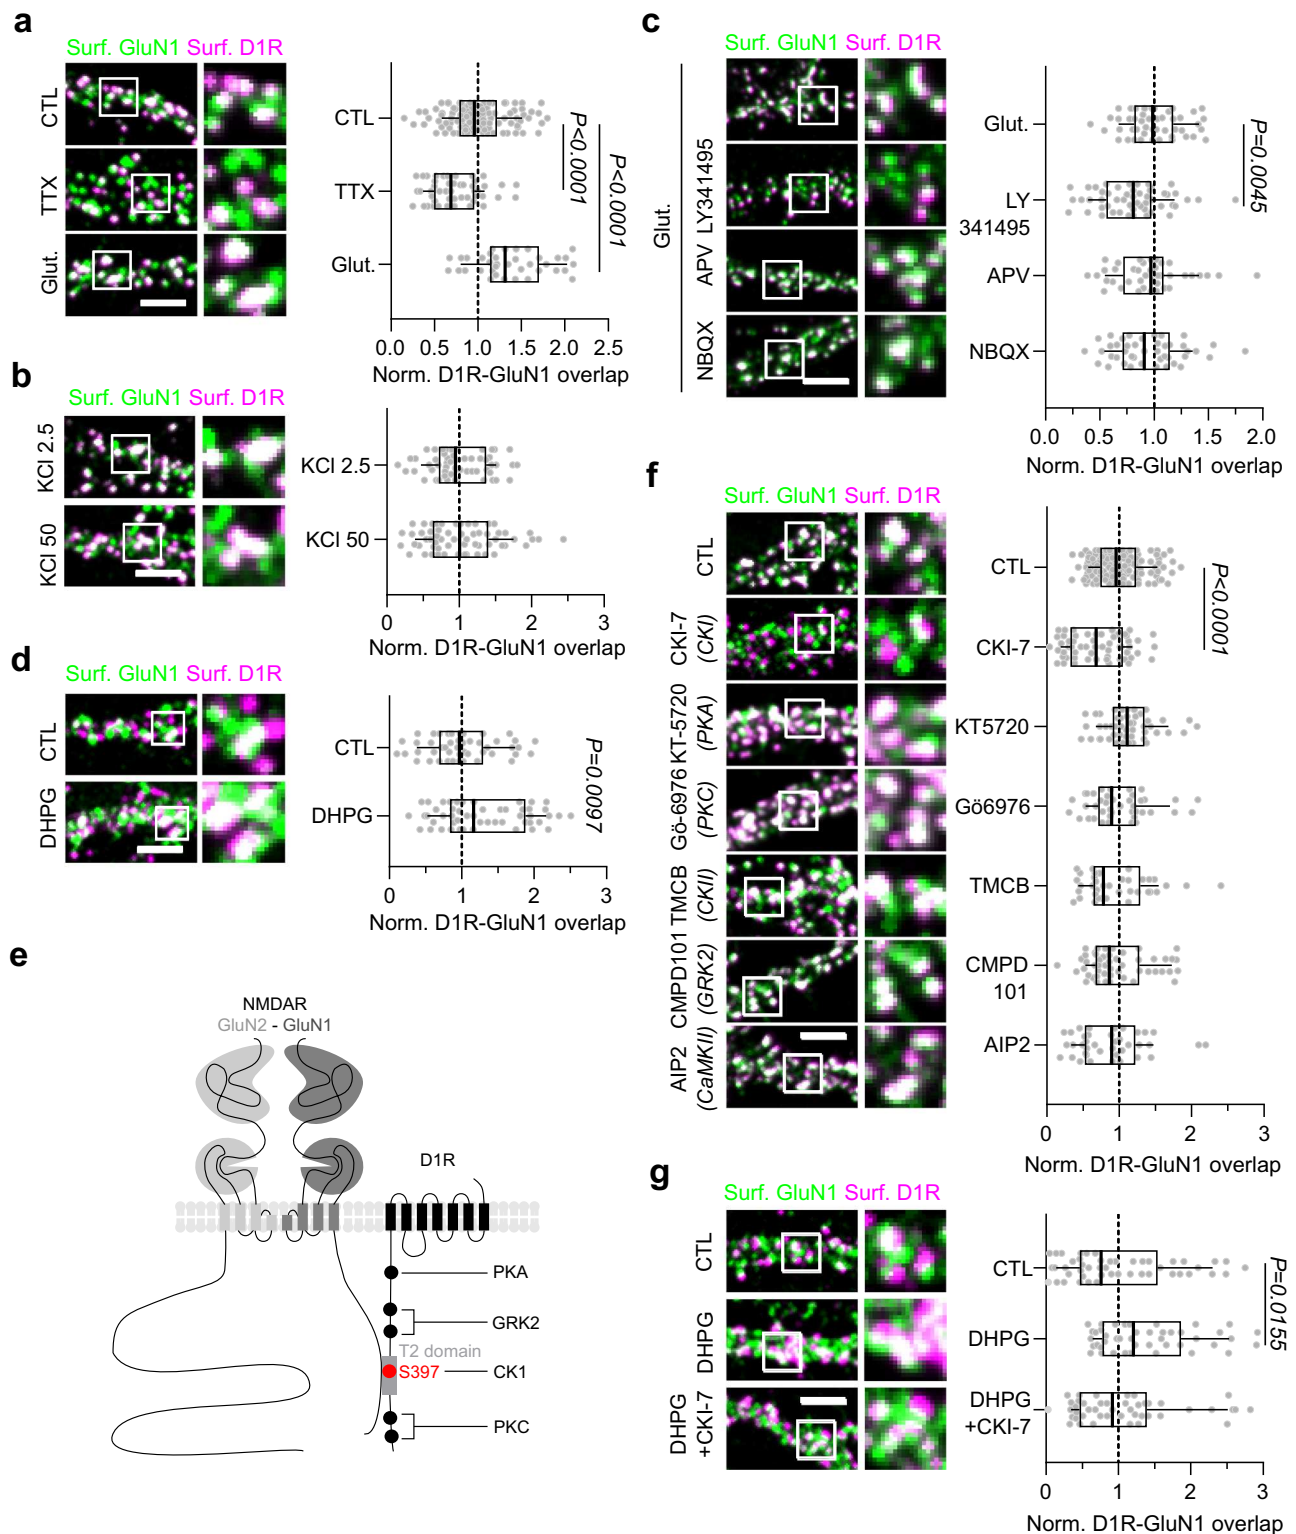 a
Surf. GluN1 Surf. D1R
CTL
TTX
Glut.
CTL
TTX
Glut.
P<0.0001
P<0.0001
0.0 0.5 1.0 1.5 2.0 2.5
Norm. D1R-GluN1 overlap
b
Surf. GluN1 Surf. D1R
KCl 2.5
KCl 50
KCl 2.5
KCl 50
0 1 2 3
Norm. D1R-GluN1 overlap
c
Surf. GluN1 Surf. D1R
Glut.
LY341495
APV
NBQX
Glut.
LY
341495
APV
NBQX
P=0.0045
0.0 0.5 1.0 1.5 2.0
Norm. D1R-GluN1 overlap
d
Surf. GluN1 Surf. D1R
CTL
DHPG
CTL
DHPG
P=0.0097
0 1 2 3
Norm. D1R-GluN1 overlap
e
NMDAR
GluN2 - GluN1
D1R
PKA
GRK2
T2 domain
S397
CK1
PKC
f
Surf. GluN1 Surf. D1R
CTL
CKI-7
(CKI)
KT-5720
(PKA)
Gö-6976
(PKC)
TMCB
(CKII)
CMPD101
(GRK2)
AIP2
(CaMKII)
CTL
CKI-7
KT5720
Gö6976
TMCB
CMPD
101
AIP2
P<0.0001
0 1 2 3
Norm. D1R-GluN1 overlap
g
Surf. GluN1 Surf. D1R
CTL
DHPG
DHPG
+CKI-7
CTL
DHPG
DHPG
+CKI-7
P=0.0155
0 1 2 3
Norm. D1R-GluN1 overlap